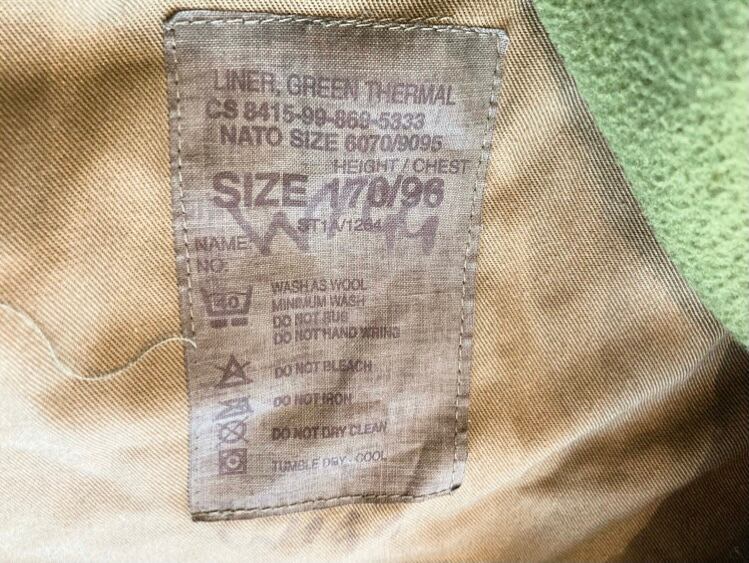 LINER, GREEN THERMAL
CS 8415-99-869-5333
NATO SIZE 6070/9095
HEIGHT / CHEST
SIZE 170/96
NAME
NO.
40
WASH AS WOOL
MINIMUM WASH
DO NOT RUB
DO NOT HAND WRING
DO NOT BLEACH
DO NOT IRON
DO NOT DRY CLEAN
TUMBLE DRY. COOL